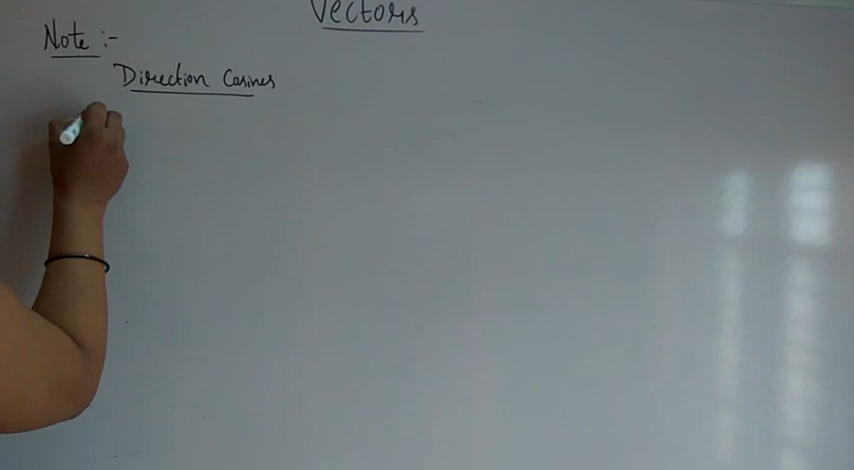 Vectors
Note :-
Direction Cosines